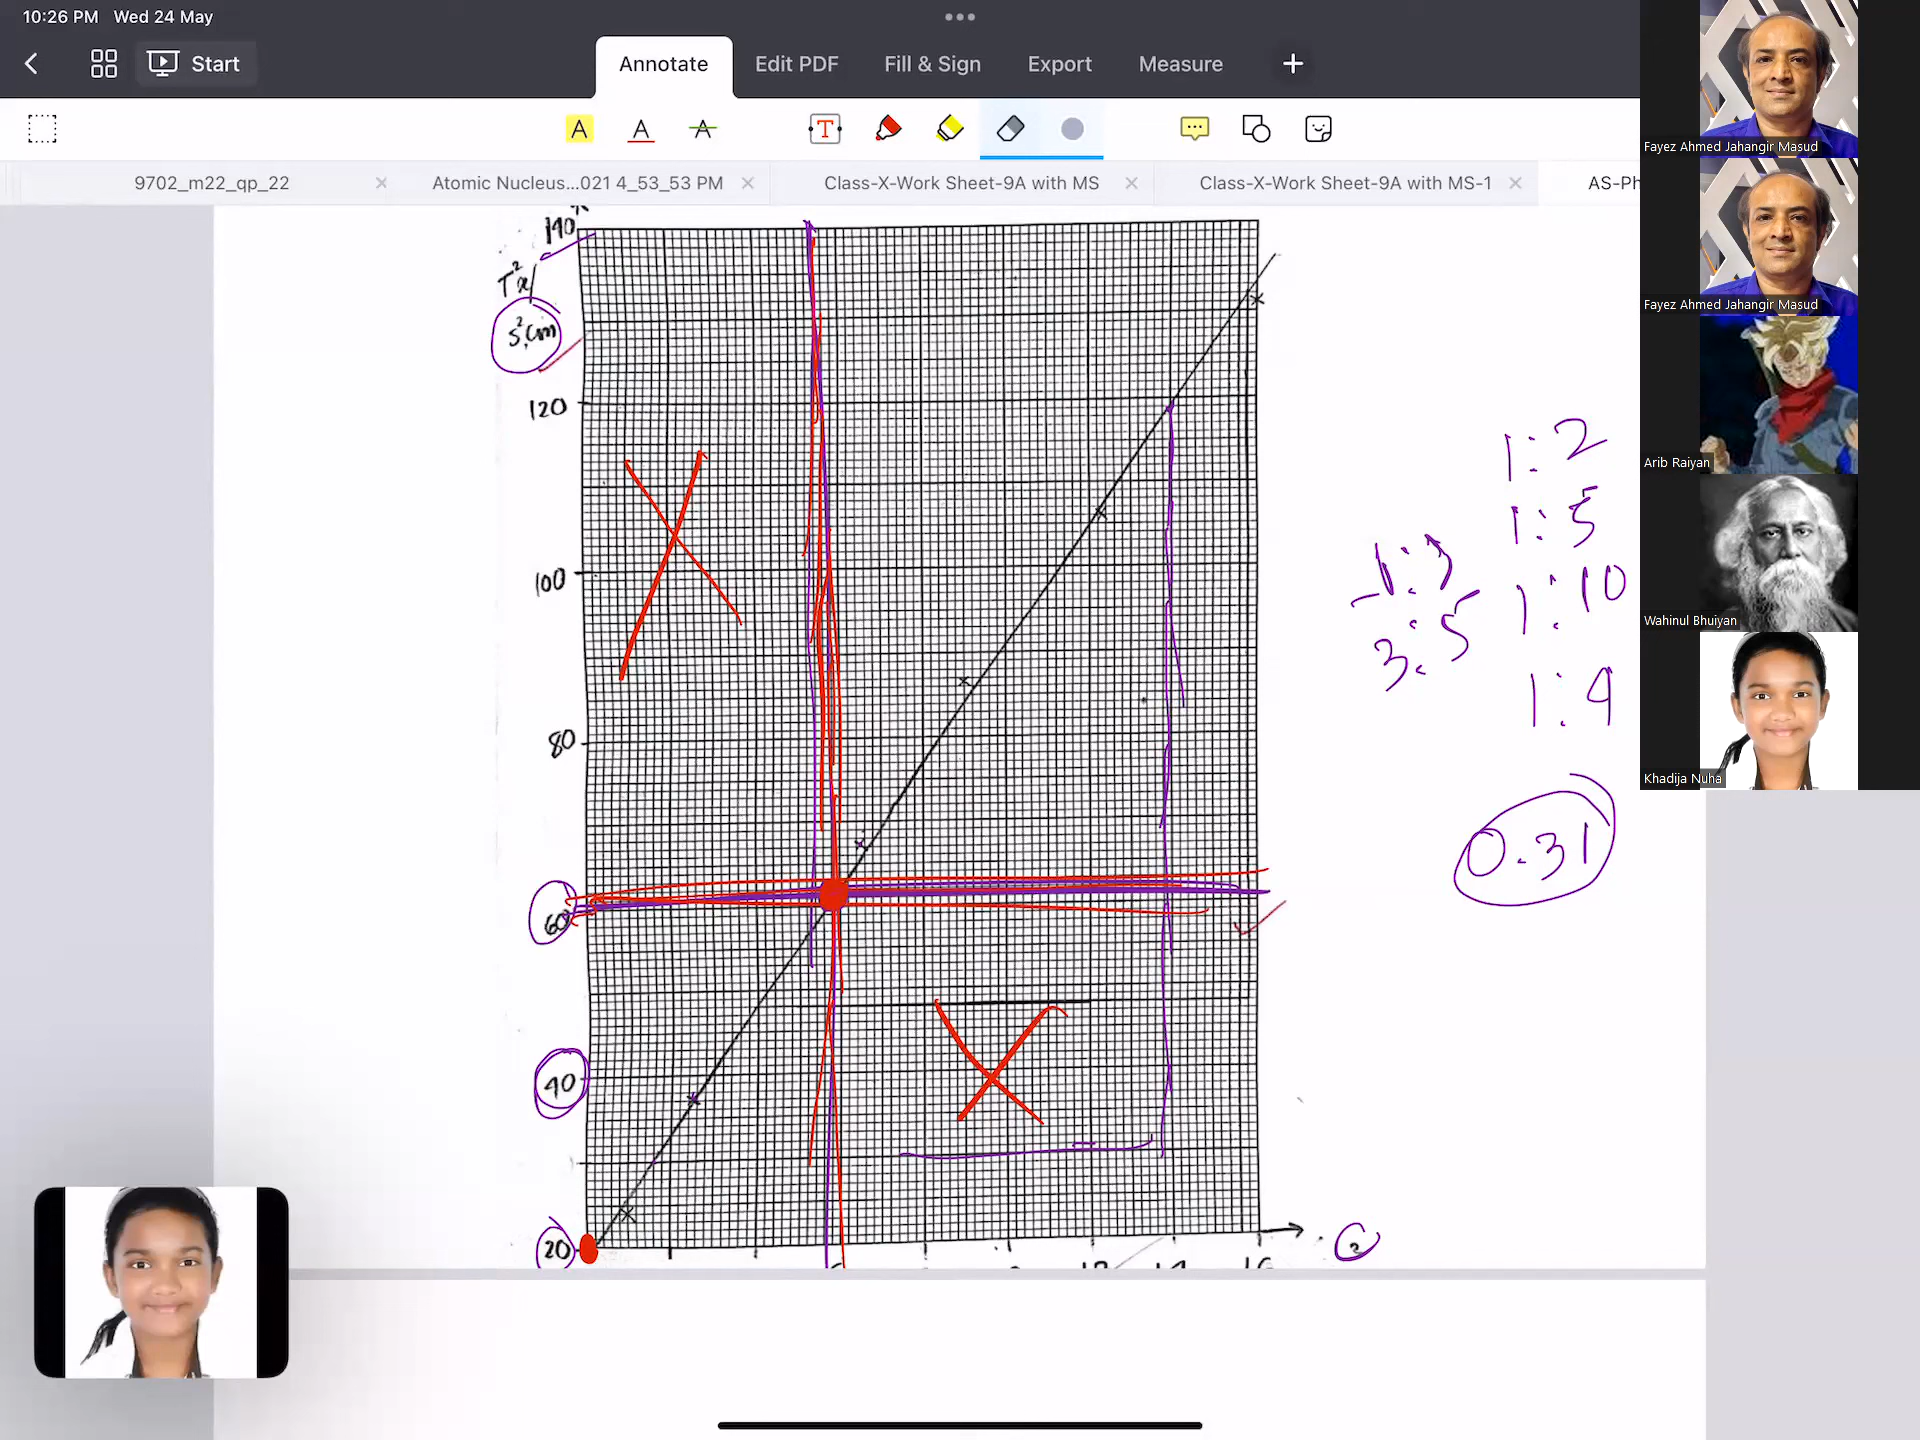 10:26 PM Wed 24 May
Start
Annotate
Edit PDF
Fill & Sign
Export
Measure
9702_m22_qp_22
Atomic Nucleus...021 4_53_53 PM
Class-X-Work Sheet-9A with MS
Class-X-Work Sheet-9A with MS-1
AS-Ph
Fayez Ahmed Jahangir Masud
Fayez Ahmed Jahangir Masud
Arib Raiyan
Wahinul Bhuiyan
Khadija Nuha
140
T²x/
s²cm
120
100
80
60
40
20
1:2
1:5
1:10
1:4
3:5
0.31